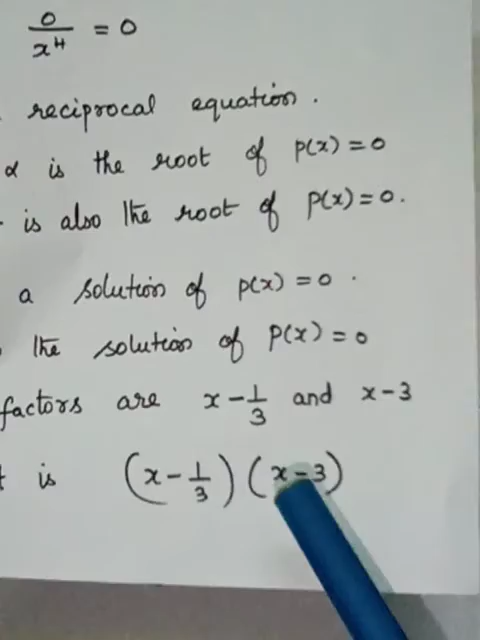 0/x⁴ = 0
reciprocal equation.
α is the root of p(x) = 0
is also the root of p(x) = 0.
a solution of p(x) = 0.
the solution of p(x) = 0
factors are x - 1/3 and x - 3
is (x - 1/3) (x - 3)